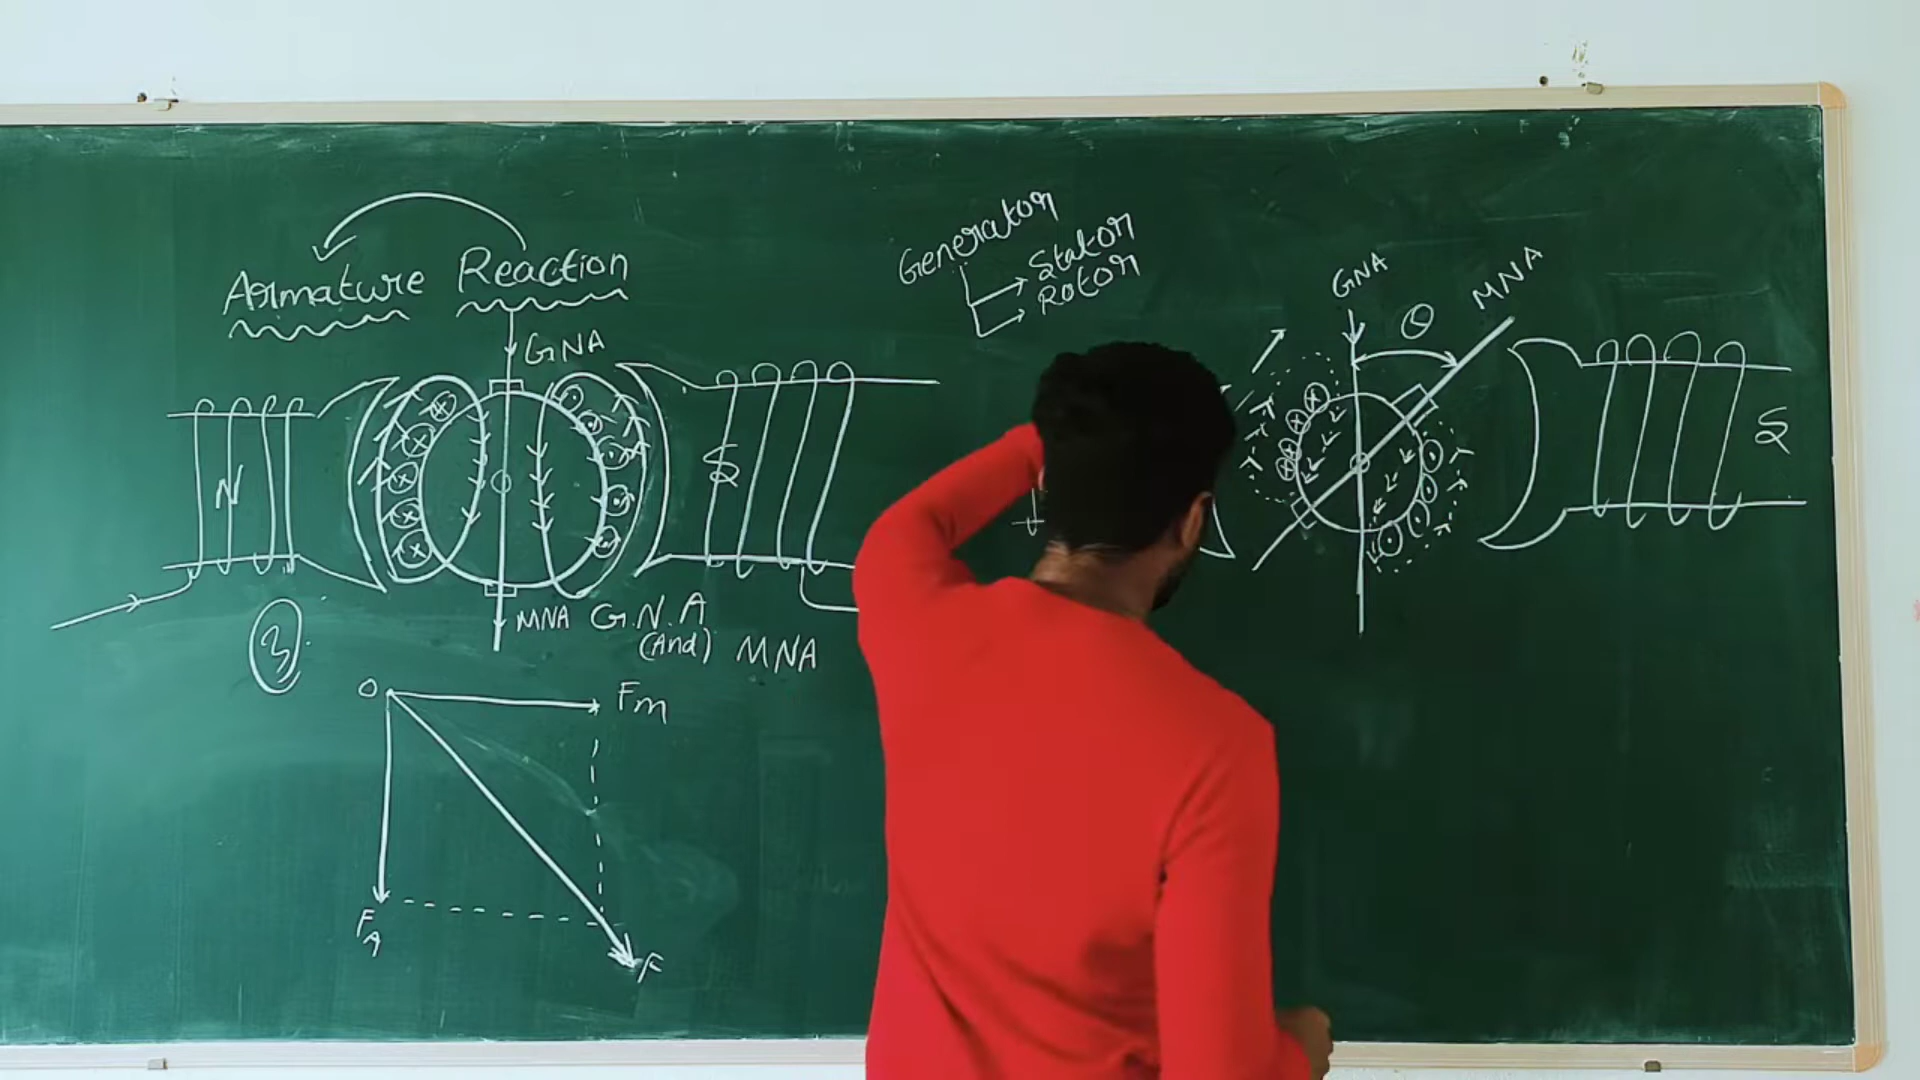 Armature Reaction
GNA
N
S
MNA G.N.A
(And) MNA
3
O
Fm
FA
F
Generator
Stator
Rotor
GNA
θ
MNA
S